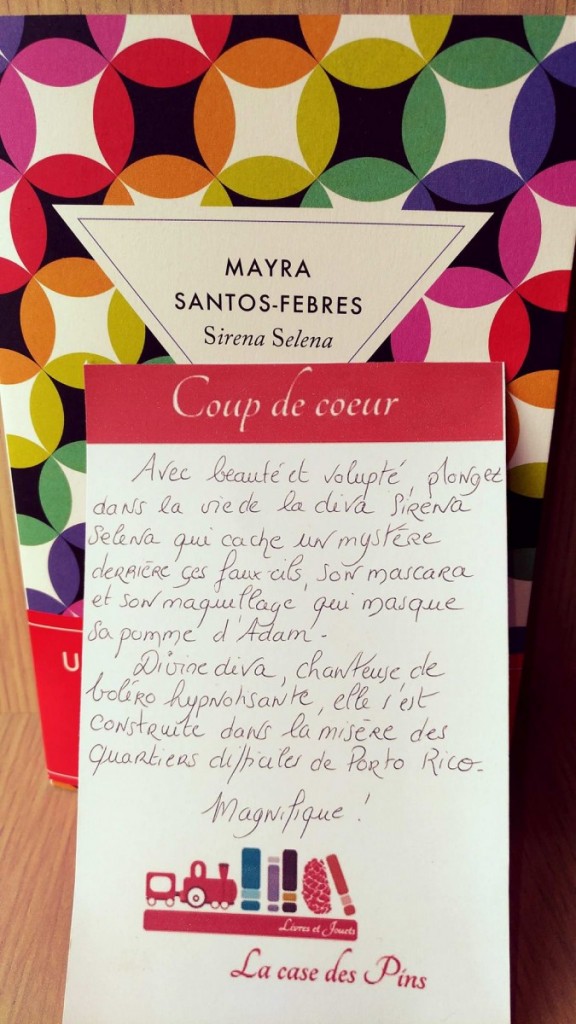 MAYRA
SANTOS-FEBRES
Sirena Selena
Coup de coeur
Avec beauté et volupté, plongez
dans la vie de la diva Sirena
Selena qui cache un mystère
derrière ses faux-cils, son mascara
et son maquillage qui masque
sa pomme d'Adam.
Divine diva, chanteuse de
boléro hypnotisante, elle s'est
construite dans la misère des
quartiers difficiles de Porto Rico.
Magnifique !
Livres et Jouets
La case des Pins